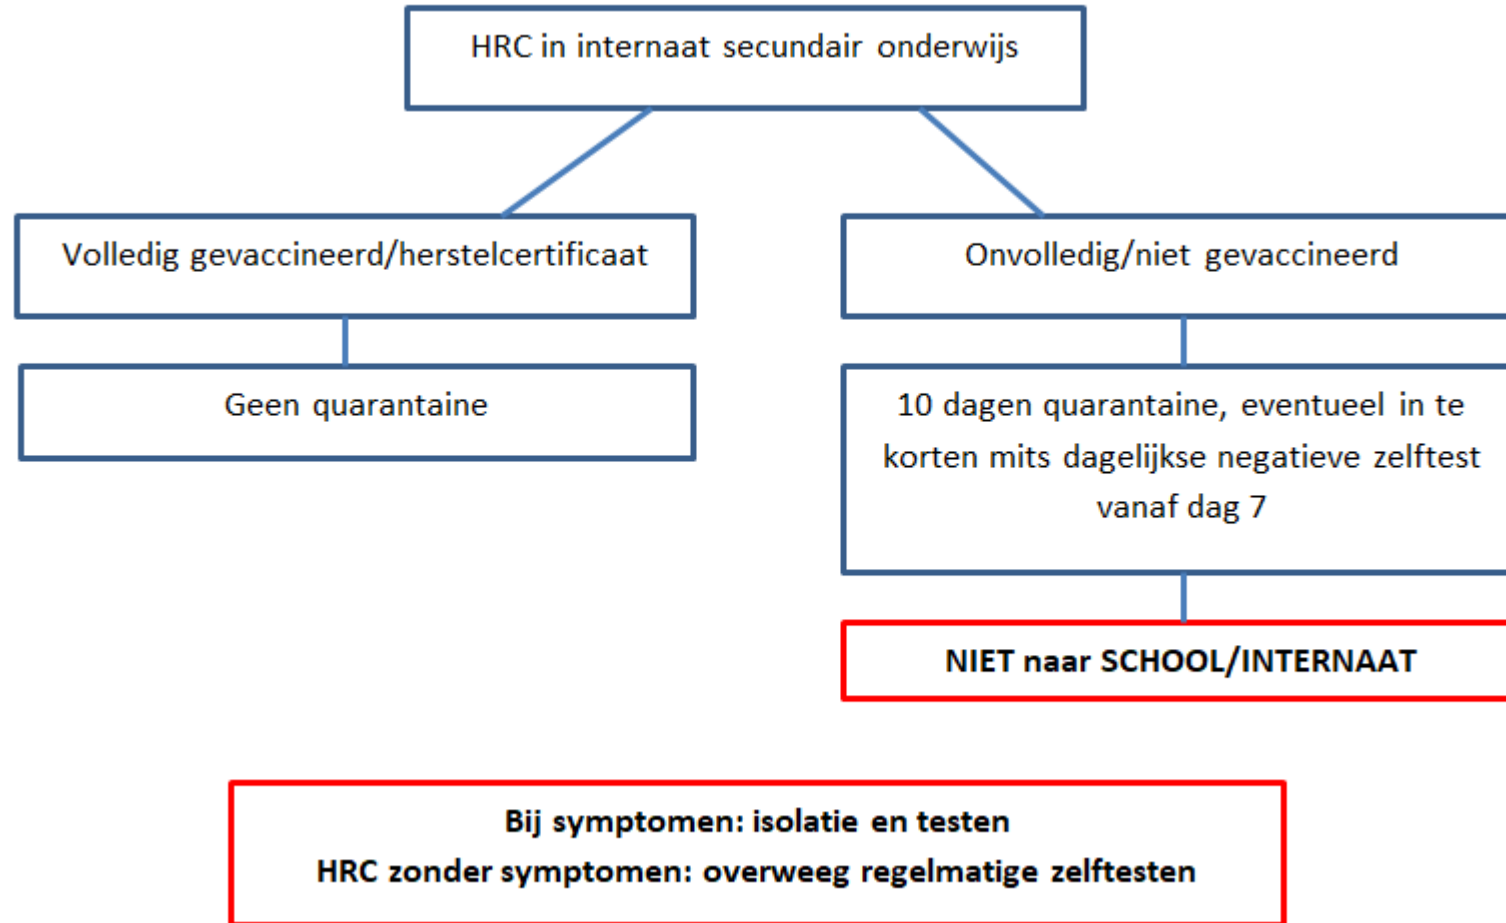 HRC in internaat secundair onderwijs
Volledig gevaccineerd/herstelcertificaat
Onvolledig/niet gevaccineerd
Geen quarantaine
10 dagen quarantaine, eventueel in te
korten mits dagelijkse negatieve zelftest
vanaf dag 7
NIET naar SCHOOL/INTERNAAT
Bij symptomen: isolatie en testen
HRC zonder symptomen: overweeg regelmatige zelftesten